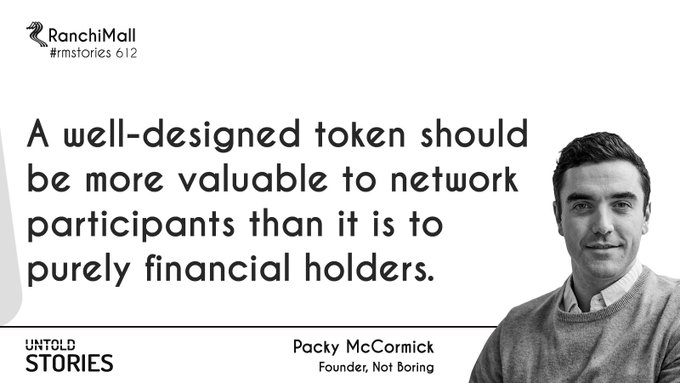 RanchiMall
#rmstories 612
A well-designed token should
be more valuable to network
participants than it is to
purely financial holders.
UNTOLD
STORIES
Packy McCormick
Founder, Not Boring